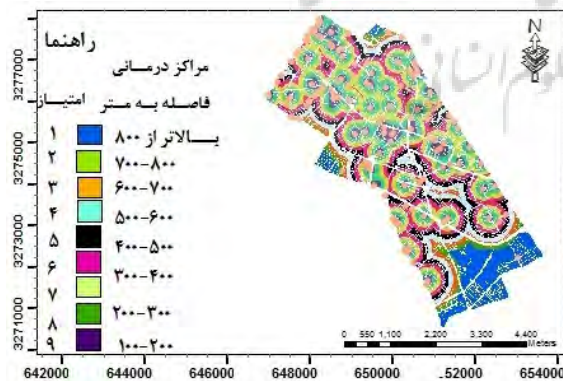 راهنما
مراکز درمانی
امتیاز فاصله به متر
۱ بالاتر از ۸۰۰
۲ ۷۰۰-۸۰۰
۳ ۶۰۰-۷۰۰
۴ ۵۰۰-۶۰۰
۵ ۴۰۰-۵۰۰
۶ ۳۰۰-۴۰۰
۷
۸ ۲۰۰-۳۰۰
۹ ۱۰۰-۲۰۰
N
3277000
3275000
3273000
3271000
0 550 1,100 2,200 3,300 4,400
Meters
642000 644000 646000 648000 650000 652000 654000